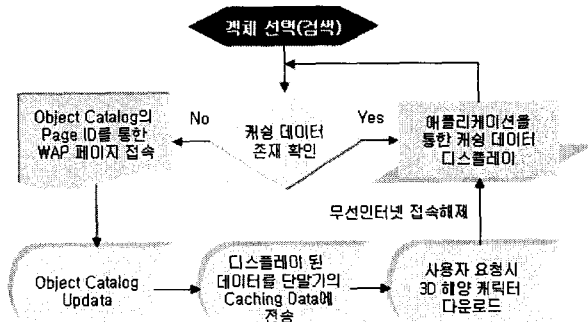 객체 선택(검색)
Object Catalog의
Page ID를 통한
WAP 페이지 접속
No
캐슁 데이터
존재 확인
Yes
애플리케이션을
통한 캐슁 데이터
디스플레이
무선인터넷 접속해제
Object Catalog
Updata
디스플레이 된
데이터를 단말기의
Caching Data에
전송
사용자 요청시
3D 해양 캐릭터
다운로드